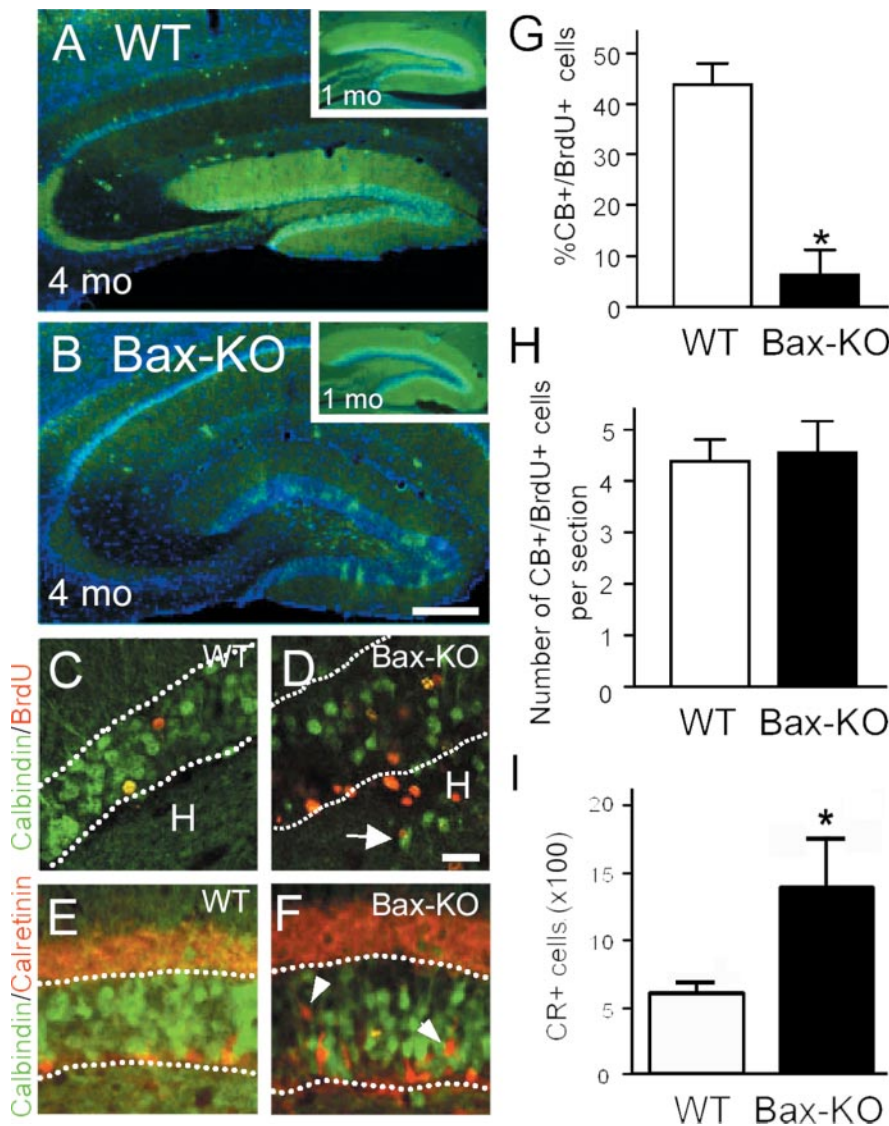 A WT
1 mo
4 mo
B Bax-KO
1 mo
4 mo
Calbindin/BrdU
C WT
H
D Bax-KO
H
Calbindin/Calretinin
E WT
F Bax-KO
G
%CB+/BrdU+ cells
50
40
30
20
10
0
*
WT Bax-KO
H
Number of CB+/BrdU+ cells
per section
5
4
3
2
1
0
WT Bax-KO
I
CR+ cells (x100)
20
15
10
5
0
*
WT Bax-KO